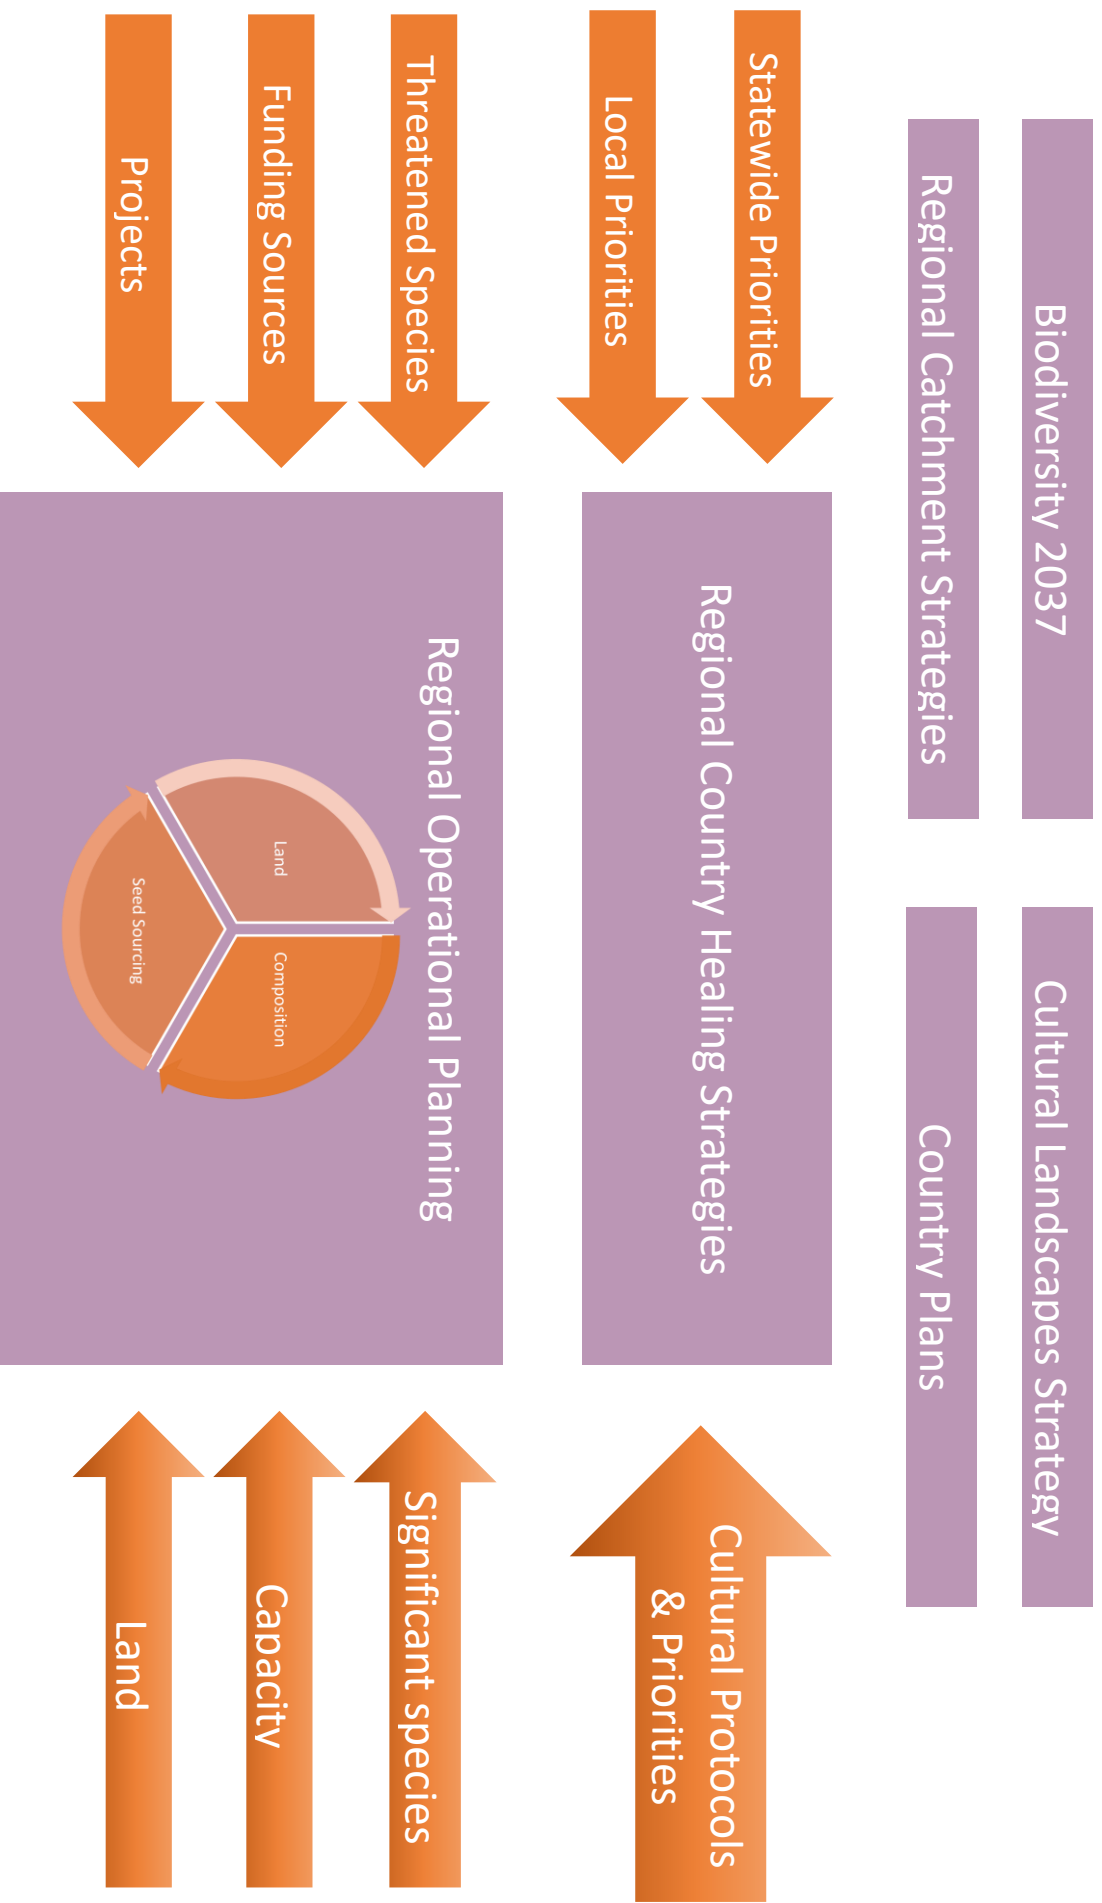 Biodiversity 2037
Cultural Landscapes Strategy
Regional Catchment Strategies
Country Plans
Statewide Priorities
Local Priorities
Regional Country Healing Strategies
Cultural Protocols
& Priorities
Threatened Species
Funding Sources
Projects
Regional Operational Planning
Land
Composition
Seed Sourcing
Significant species
Capacity
Land